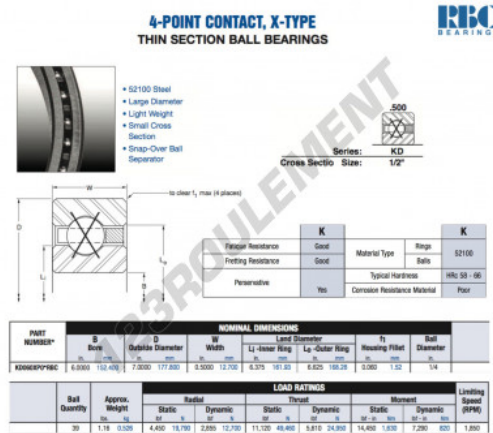 4-POINT CONTACT, X-TYPE
THIN SECTION BALL BEARINGS
RBC
BEARINGS
• 52100 Steel
• Large Diameter
• Light Weight
• Small Cross
Section
• Snap-Over Ball
Separator
.500
Series: KD
Cross Sectio Size: 1/2"
W
to clear f1 max (4 places)
D
B
123ROULEMENT
K K
Fatigue Resistance Good Material Type Rings 52100
Fretting Resistance Good Balls
Perservative Yes Typical Hardness HRc 58 - 66
Corrosion Resistance Material Poor
PART NUMBER* NOMINAL DIMENSIONS
B Bore D Outside Diameter W Width Land Diameter f1 Housing Fillet Ball Diameter
Li -Inner Ring Lo -Outer Ring
in. mm in. mm in. mm in. mm in. mm in. mm in.
KD060XP0*RBC 6.0000 152.400 7.0000 177.800 0.5000 12.700 6.375 161.93 6.625 168.28 0.060 1.52 1/4
Ball Quantity Approx. Weight LOAD RATINGS Limiting Speed (RPM)
Radial Thrust Moment
Static Dynamic Static Dynamic Static Dynamic
lbs. kg lbf N lbf N lbf N lbf N lbf - in Nm lbf - in Nm
39 1.16 0.526 4,450 19,790 2,855 12,700 11,120 49,460 5,610 24,950 14,450 1,630 7,290 820 1,850